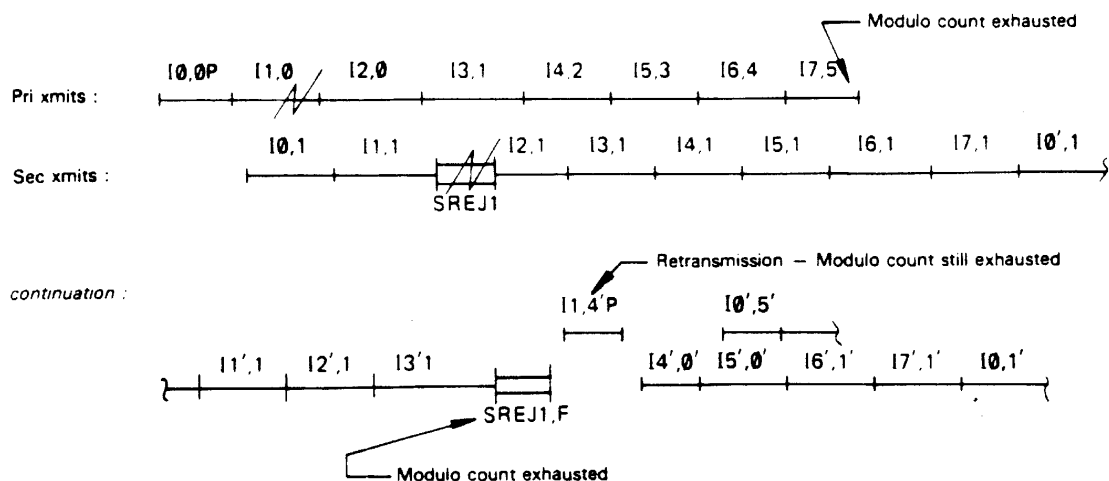 Modulo count exhausted
I0,0P I1,0 I2,0 I3,1 I4,2 I5,3 I6,4 I7,5
Pri xmits :
I0,1 I1,1 I2,1 I3,1 I4,1 I5,1 I6,1 I7,1 I0',1
Sec xmits :
SREJ1
Retransmission — Modulo count still exhausted
continuation :
I1,4'P I0',5'
I1',1 I2',1 I3'1 I4',0' I5',0' I6',1' I7',1' I0,1'
SREJ1,F
Modulo count exhausted